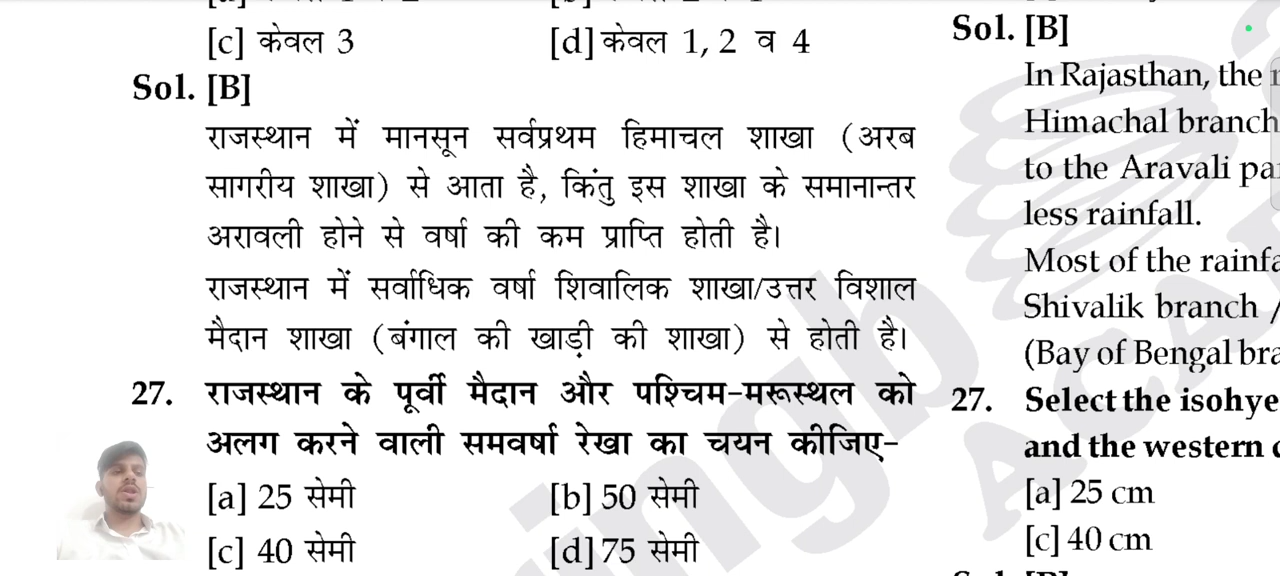 [c] केवल 3 [d] केवल 1, 2 व 4
Sol. [B]
राजस्थान में मानसून सर्वप्रथम हिमाचल शाखा (अरब
सागरीय शाखा) से आता है, किंतु इस शाखा के समानान्तर
अरावली होने से वर्षा की कम प्राप्ति होती है।
राजस्थान में सर्वाधिक वर्षा शिवालिक शाखा/उत्तर विशाल
मैदान शाखा (बंगाल की खाड़ी की शाखा) से होती है।
27. राजस्थान के पूर्वी मैदान और पश्चिम-मरूस्थल को
अलग करने वाली समवर्षा रेखा का चयन कीजिए-
[a] 25 सेमी [b] 50 सेमी
[c] 40 सेमी [d] 75 सेमी
Sol. [B]
In Rajasthan, the
Himachal branch
to the Aravali
less rainfall.
Most of the
Shivalik branch /
(Bay of Bengal
27. Select the
and the western
[a] 25 cm
[c] 40 cm